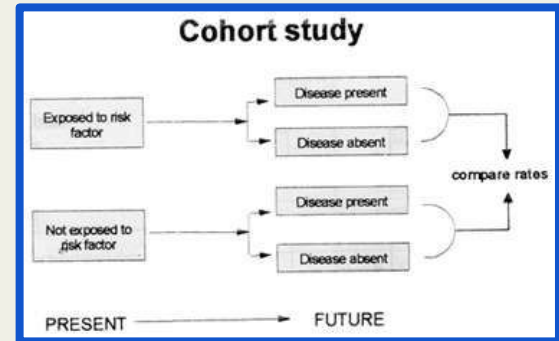 Cohort study
Exposed to risk
factor
Disease present
Disease absent
compare rates
Not exposed to
risk factor
Disease present
Disease absent
PRESENT
FUTURE